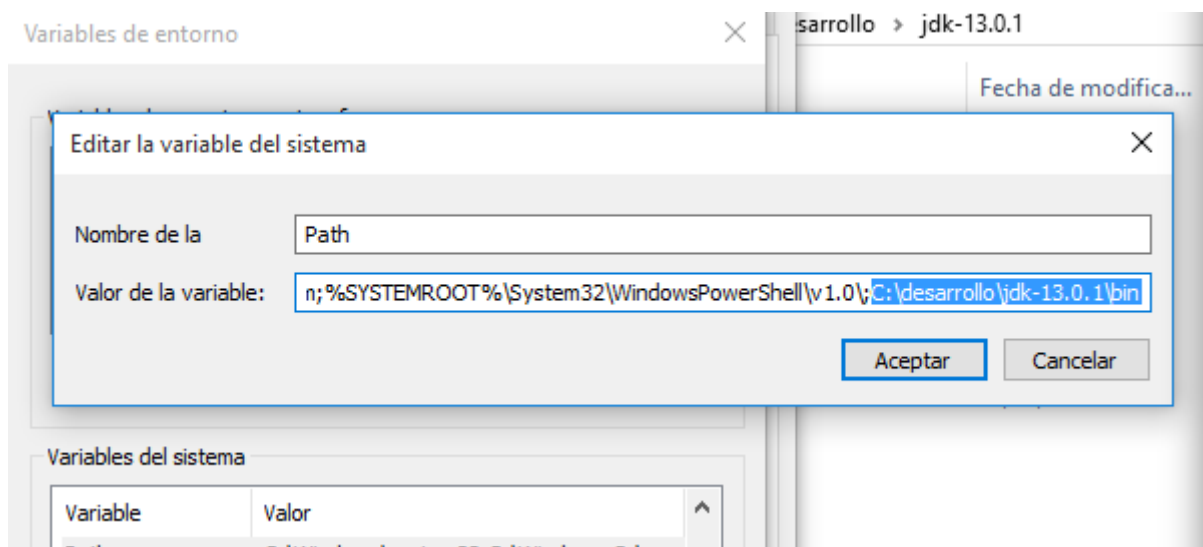 Variables de entorno
sarrollo > jdk-13.0.1
Fecha de modifica...
Editar la variable del sistema
Nombre de la
Path
Valor de la variable:
n;%SYSTEMROOT%\System32\WindowsPowerShell\v1.0\;C:\desarrollo\jdk-13.0.1\bin
Aceptar
Cancelar
Variables del sistema
Variable
Valor